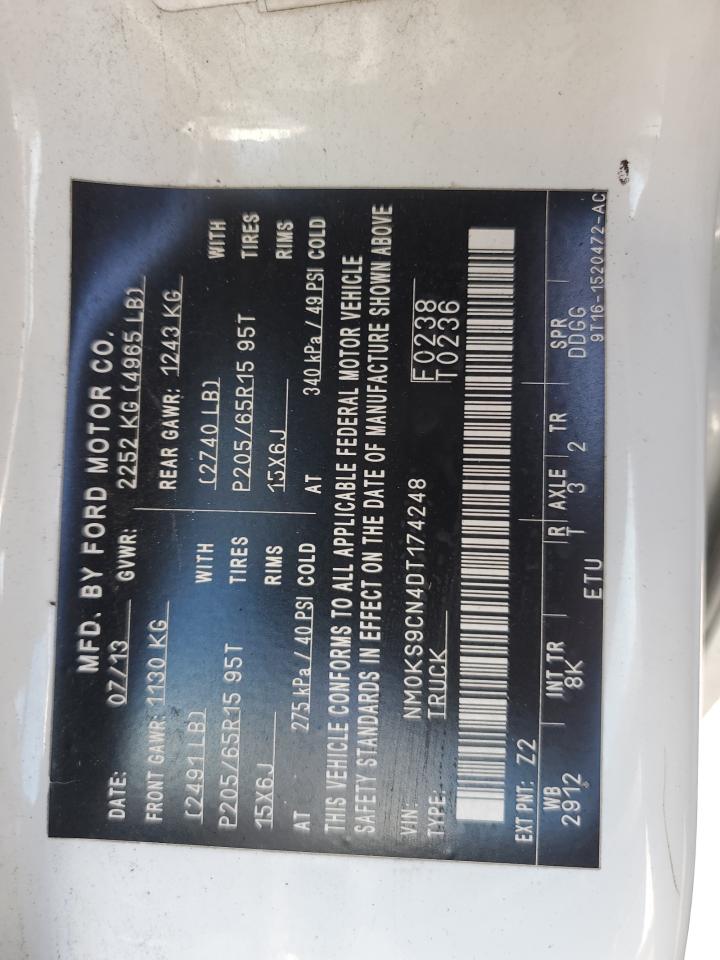 MFD. BY FORD MOTOR CO.
DATE: 07/13 GVWR: 2252 KG (4965 LB)
FRONT GAWR: 1130 KG REAR GAWR: 1243 KG
(2491LB) WITH (2740 LB) WITH
P205/65R15 95T TIRES P205/65R15 95T TIRES
15X6J RIMS 15X6J RIMS
AT 275 kPa / 40 PSI COLD AT 340 kPa / 49 PSI COLD
THIS VEHICLE CONFORMS TO ALL APPLICABLE FEDERAL MOTOR VEHICLE
SAFETY STANDARDS IN EFFECT ON THE DATE OF MANUFACTURE SHOWN ABOVE
VIN: NM0KS9CN4DT174248 F0238
TYPE: TRUCK T0236
EXT PNT: Z2
WB INT TR R AXLE TR SPR
2912 8K T 3 2 DDGG
ETU 9T16-1520472-AC